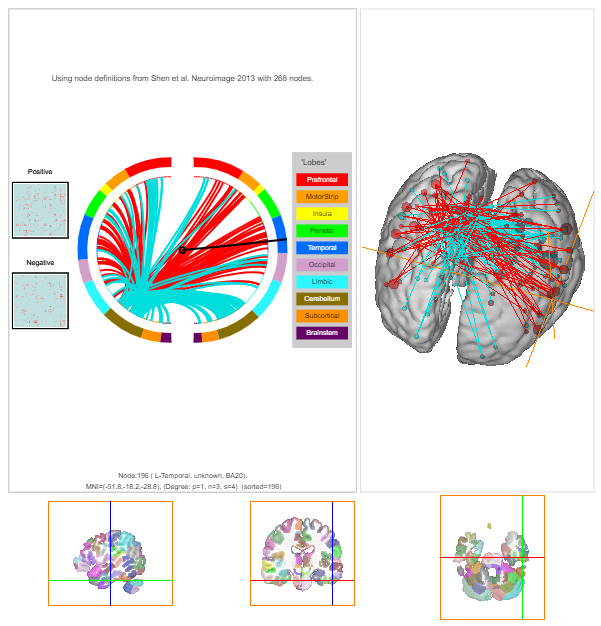 Using node definitions from Shen et al. Neuroimage 2013 with 268 nodes.
Positive
Negative
'Lobes'
Prefrontal
MotorStrip
Insula
Parietal
Temporal
Occipital
Limbic
Cerebellum
Subcortical
Brainstem
Node:196 ( L-Temporal, unknown, BA20).
MNI=(-51.8,-18.2,-28.8), (Degree: p=1, n=3, s=4) (sorted=196)